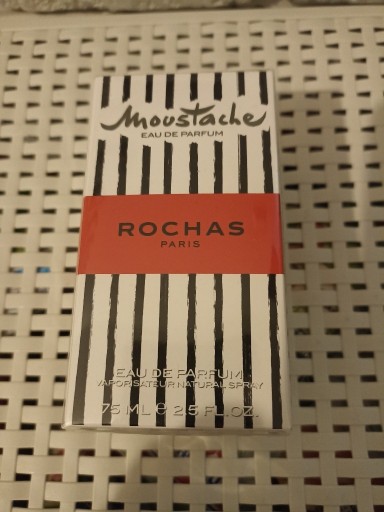 Moustache
EAU DE PARFUM
ROCHAS
PARIS
EAU DE PARFUM
VAPORISATEUR NATURAL SPRAY
75 ML ℮ 2.5 FL.OZ.